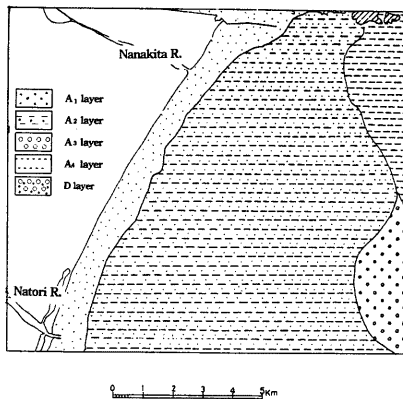 Nanakita R.
A1 layer
A2 layer
A3 layer
A4 layer
D layer
Natori R.
0 1 2 3 4 5Km